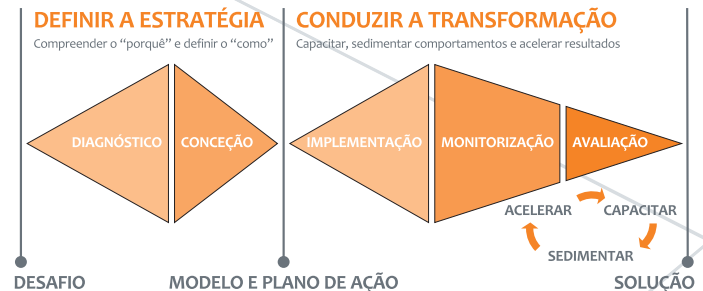 DEFINIR A ESTRATÉGIA
Compreender o “porquê” e definir o “como”
CONDUZIR A TRANSFORMAÇÃO
Capacitar, sedimentar comportamentos e acelerar resultados
DIAGNÓSTICO
CONCEÇÃO
IMPLEMENTAÇÃO
MONITORIZAÇÃO
AVALIAÇÃO
ACELERAR
CAPACITAR
SEDIMENTAR
DESAFIO
MODELO E PLANO DE AÇÃO
SOLUÇÃO